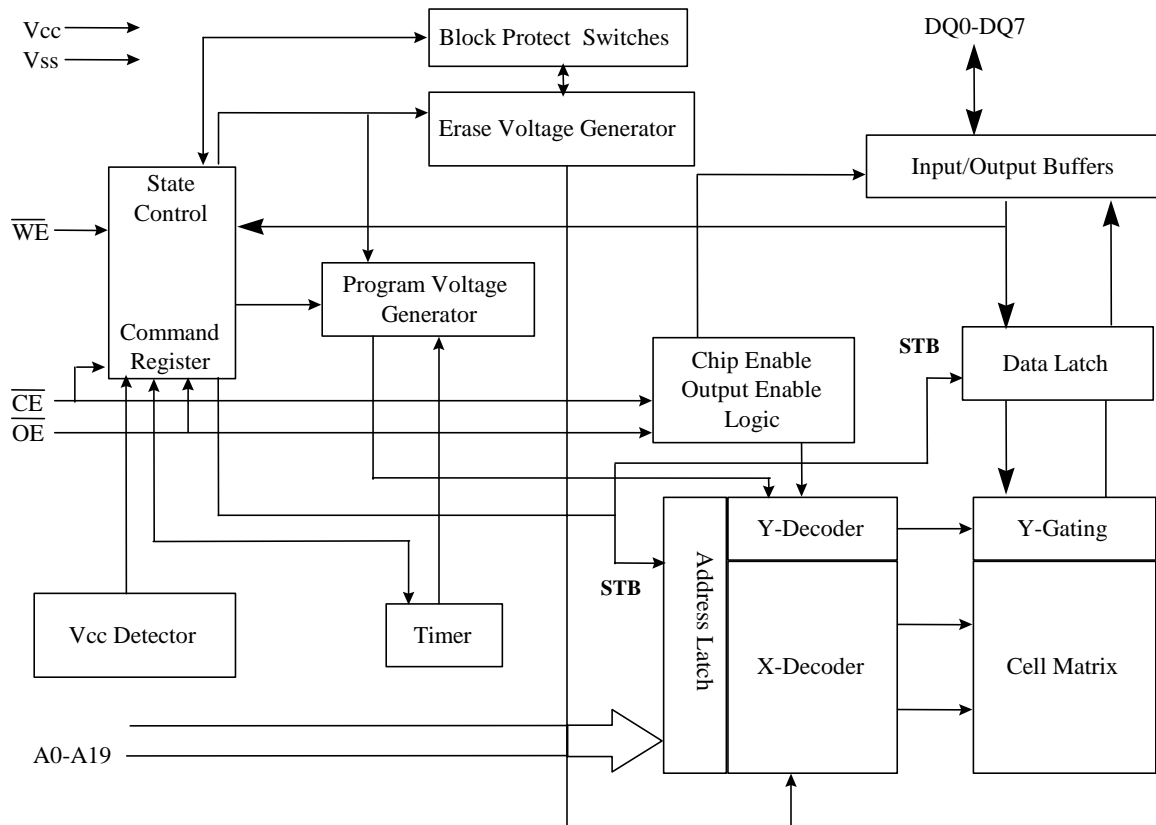 Vcc
Vss
Block Protect Switches
DQ0-DQ7
Erase Voltage Generator
Input/Output Buffers
State
Control
WE
Program Voltage
Generator
Command
Register
STB
Chip Enable
Output Enable
Logic
Data Latch
CE
OE
Address Latch
Y-Decoder
Y-Gating
STB
Vcc Detector
Timer
X-Decoder
Cell Matrix
A0-A19